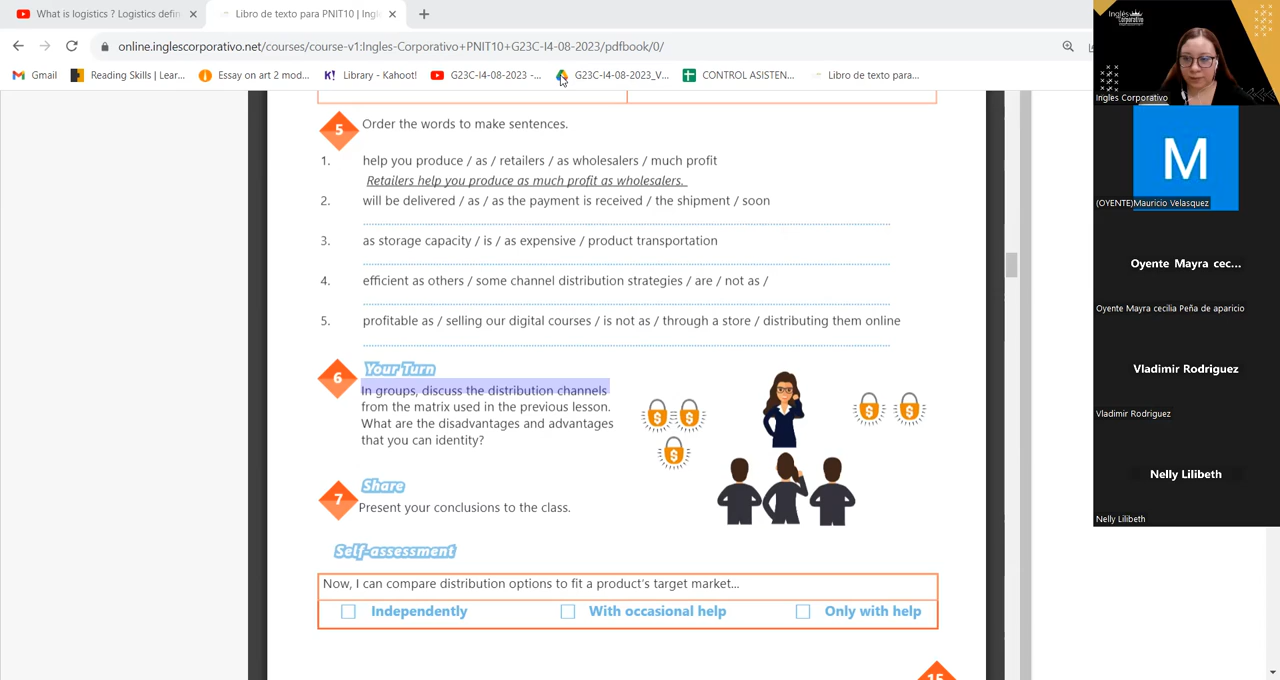 What is logistics ? Logistics defin
Libro de texto para PNIT10 | Ingl
online.inglescorporativo.net/courses/course-v1:Ingles-Corporativo+PNIT10+G23C-I4-08-2023/pdfbook/0/
Gmail
Reading Skills | Lear...
Essay on art 2 mod...
Library - Kahoot!
G23C-I4-08-2023 -...
G23C-I4-08-2023_V...
CONTROL ASISTEN...
Libro de texto para...
5
Order the words to make sentences.
1. help you produce / as / retailers / as wholesalers / much profit
Retailers help you produce as much profit as wholesalers.
2. will be delivered / as / as the payment is received / the shipment / soon
3. as storage capacity / is / as expensive / product transportation
4. efficient as others / some channel distribution strategies / are / not as /
5. profitable as / selling our digital courses / is not as / through a store / distributing them online
6
Your Turn
In groups, discuss the distribution channels
from the matrix used in the previous lesson.
What are the disadvantages and advantages
that you can identity?
7
Share
Present your conclusions to the class.
Self-assessment
Now, I can compare distribution options to fit a product's target market...
Independently
With occasional help
Only with help
15
Inglés
Corporativo
Ingles Corporativo
M
(OYENTE)Mauricio Velasquez
Oyente Mayra cec...
Oyente Mayra cecilia Peña de aparicio
Vladimir Rodriguez
Vladimir Rodriguez
Nelly Lilibeth
Nelly Lilibeth